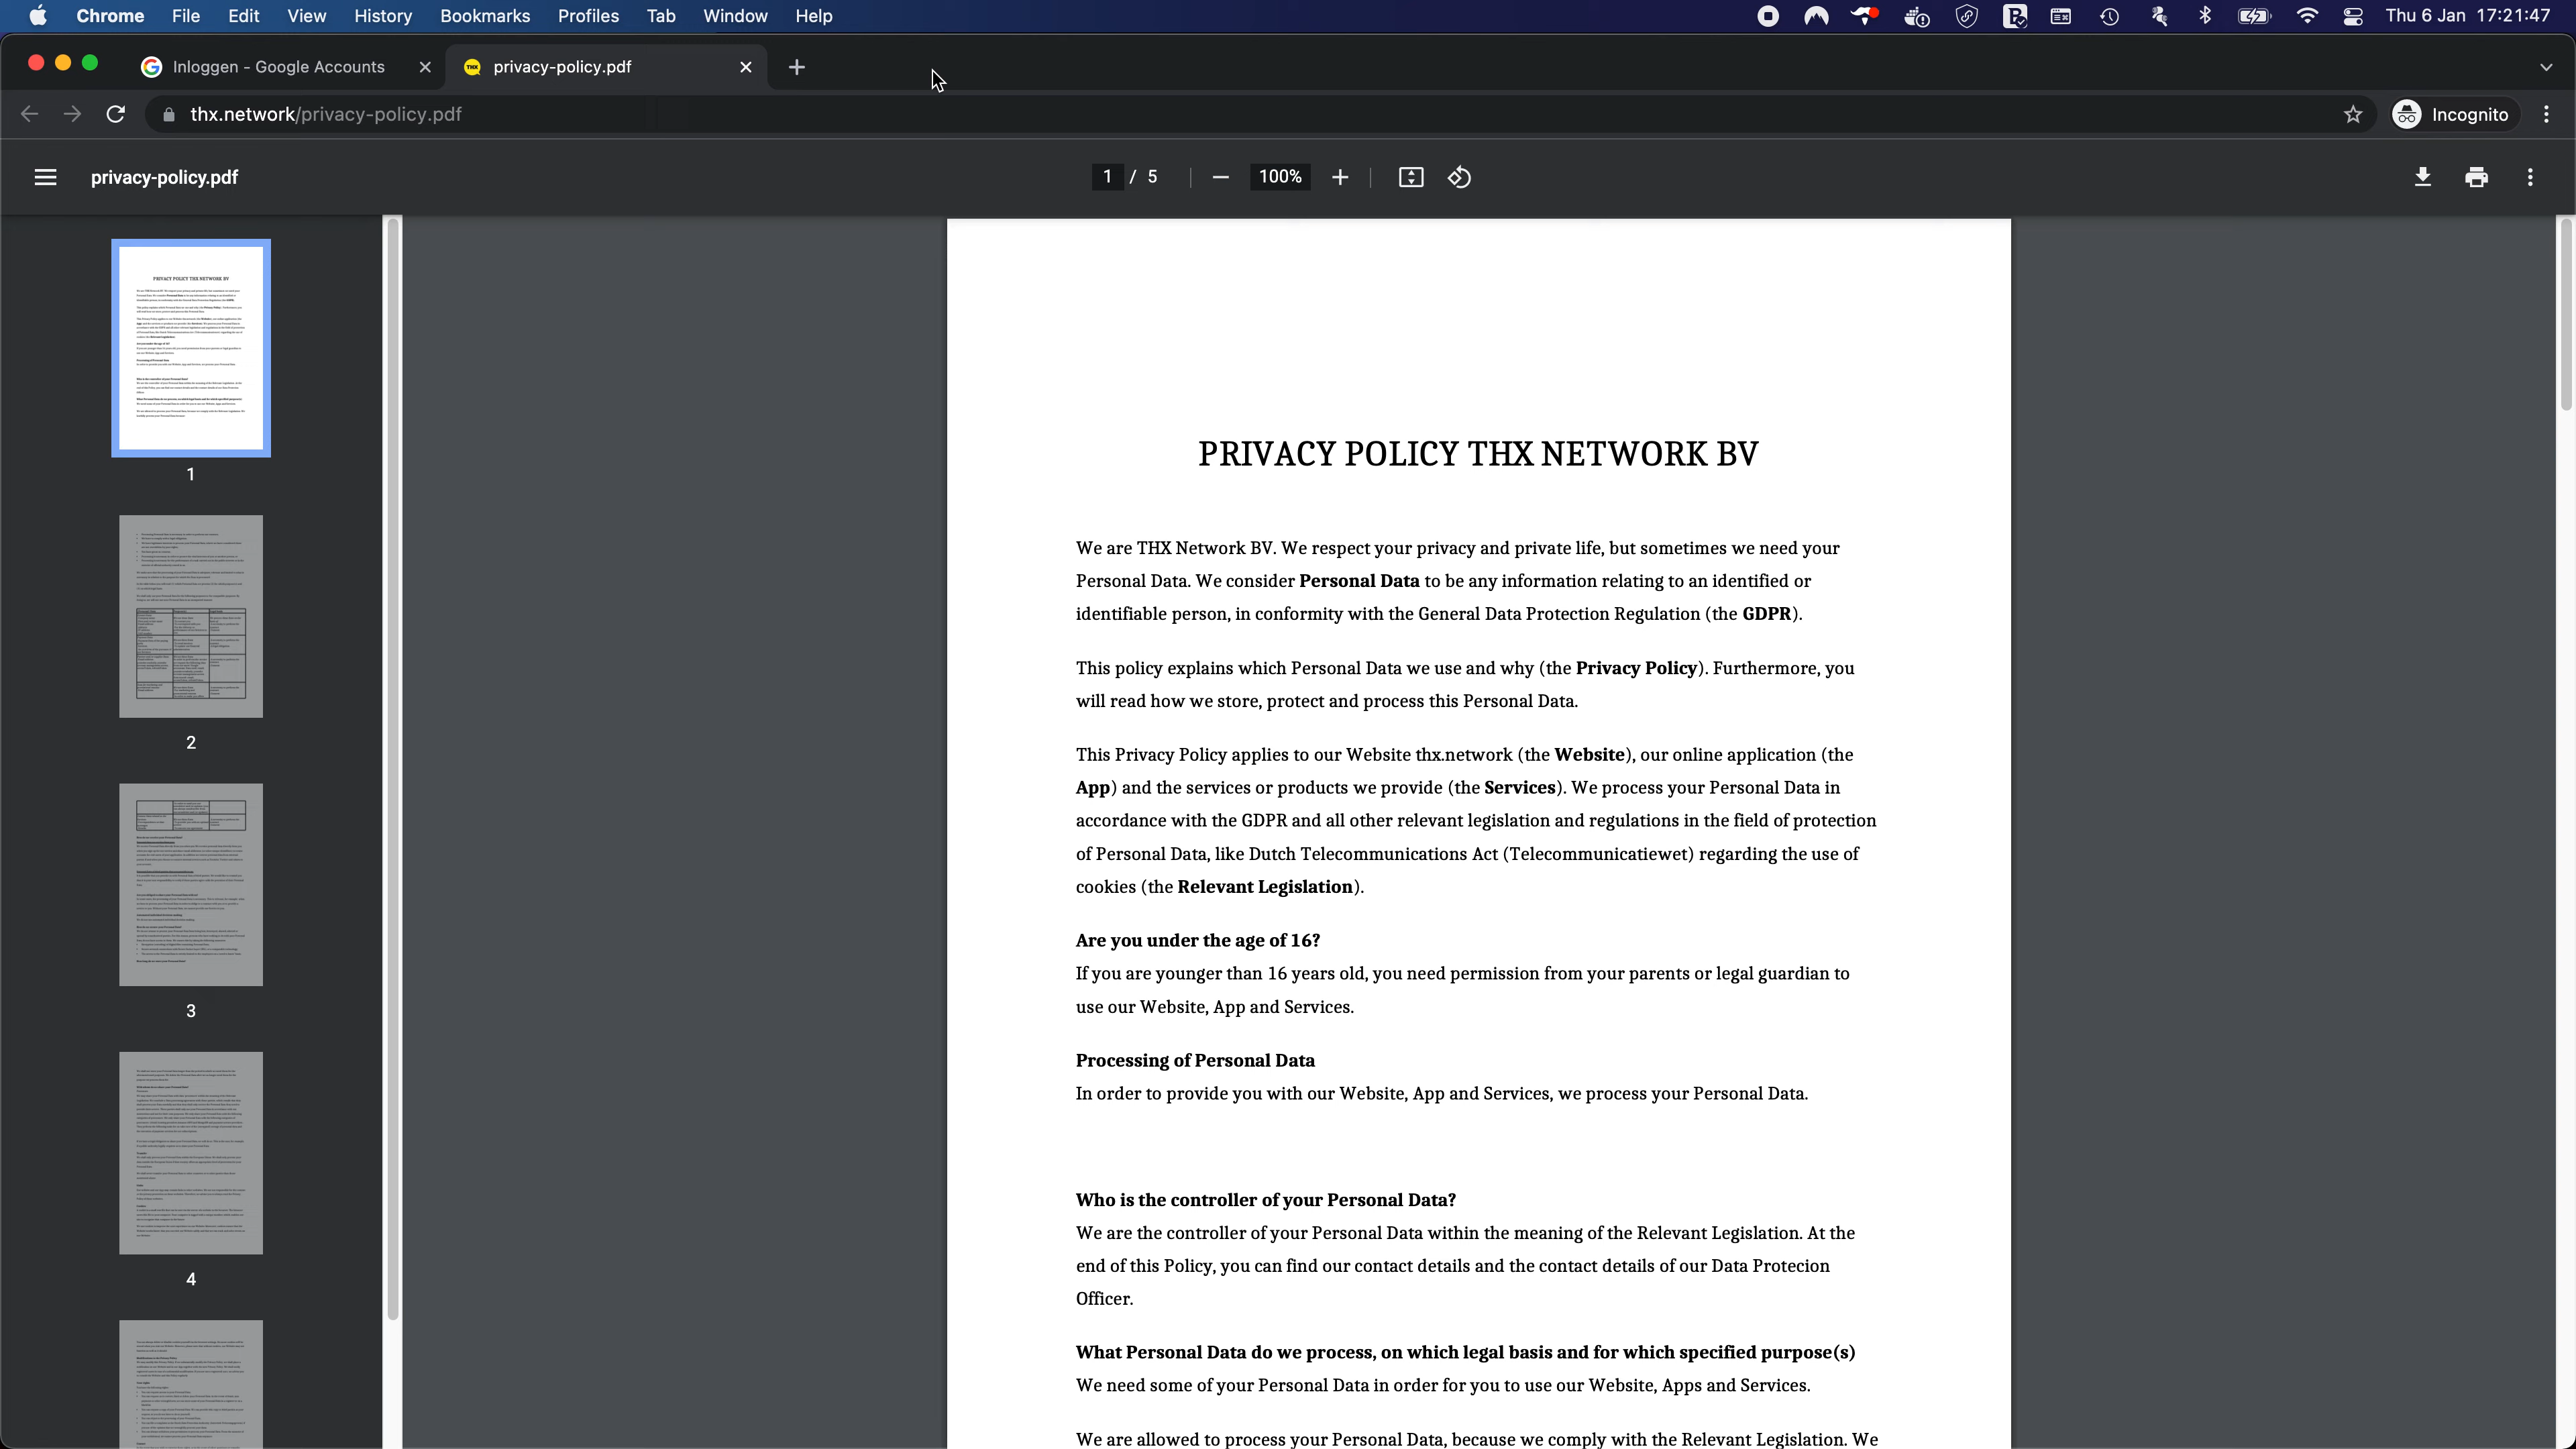 Chrome File Edit View History Bookmarks Profiles Tab Window Help Thu 6 Jan 17:21:47
Inloggen - Google Accounts privacy-policy.pdf
thx.network/privacy-policy.pdf Incognito
privacy-policy.pdf 1 / 5 100%
1
2
3
4
PRIVACY POLICY THX NETWORK BV
We are THX Network BV. We respect your privacy and private life, but sometimes we need your
Personal Data. We consider Personal Data to be any information relating to an identified or
identifiable person, in conformity with the General Data Protection Regulation (the GDPR).
This policy explains which Personal Data we use and why (the Privacy Policy). Furthermore, you
will read how we store, protect and process this Personal Data.
This Privacy Policy applies to our Website thx.network (the Website), our online application (the
App) and the services or products we provide (the Services). We process your Personal Data in
accordance with the GDPR and all other relevant legislation and regulations in the field of protection
of Personal Data, like Dutch Telecommunications Act (Telecommunicatiewet) regarding the use of
cookies (the Relevant Legislation).
Are you under the age of 16?
If you are younger than 16 years old, you need permission from your parents or legal guardian to
use our Website, App and Services.
Processing of Personal Data
In order to provide you with our Website, App and Services, we process your Personal Data.
Who is the controller of your Personal Data?
We are the controller of your Personal Data within the meaning of the Relevant Legislation. At the
end of this Policy, you can find our contact details and the contact details of our Data Protecion
Officer.
What Personal Data do we process, on which legal basis and for which specified purpose(s)
We need some of your Personal Data in order for you to use our Website, Apps and Services.
We are allowed to process your Personal Data, because we comply with the Relevant Legislation. We